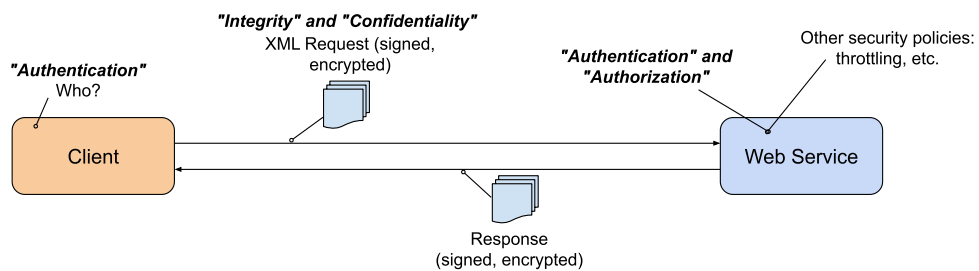 "Integrity" and "Confidentiality"
XML Request (signed,
encrypted)
"Authentication"
Who?
"Authentication" and
"Authorization"
Other security policies:
throttling, etc.
Client
Web Service
Response
(signed, encrypted)